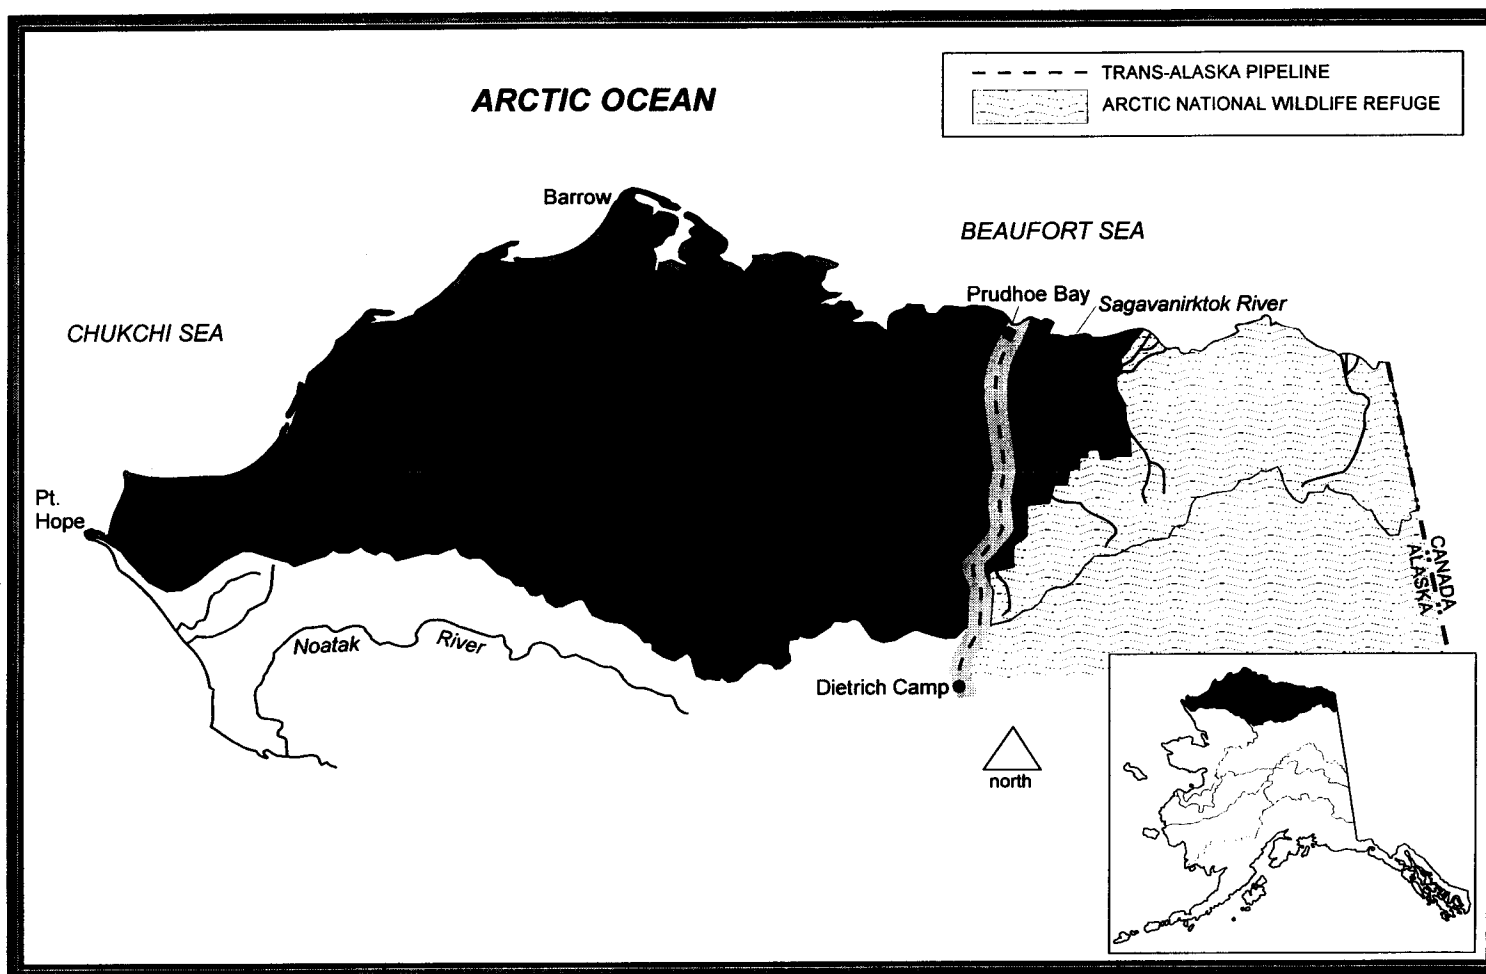 TRANS-ALASKA PIPELINE
ARCTIC NATIONAL WILDLIFE REFUGE
ARCTIC OCEAN
Barrow
BEAUFORT SEA
Prudhoe Bay
Sagavanirktok River
CHUKCHI SEA
Pt.
Hope
CANADA
ALASKA
Noatak River
Dietrich Camp
north